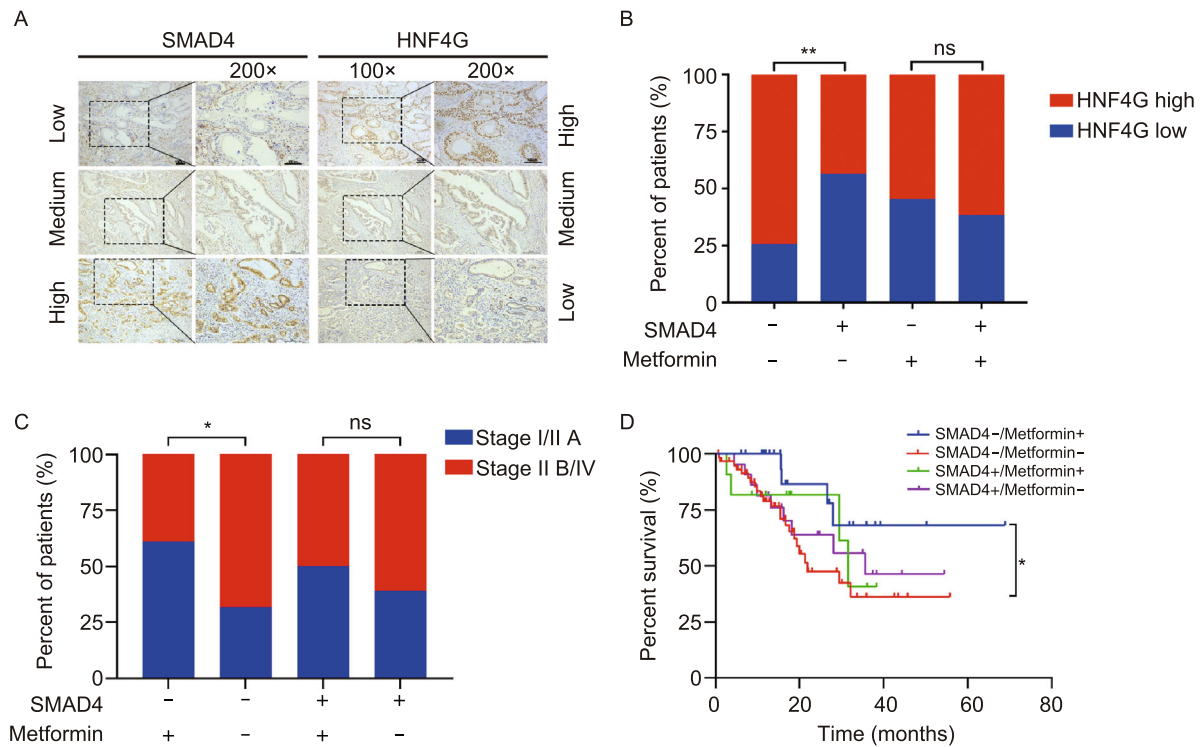 A
SMAD4
HNF4G
200×
100×
200×
Low
High
Medium
Medium
High
Low
B
**
ns
Percent of patients (%)
100
75
50
25
0
HNF4G high
HNF4G low
SMAD4 − + − +
Metformin − − + +
C
*
ns
Percent of patients (%)
100
75
50
25
0
Stage I/II A
Stage II B/IV
SMAD4 − − + +
Metformin + − + −
D
SMAD4−/Metformin+
SMAD4−/Metformin−
SMAD4+/Metformin+
SMAD4+/Metformin−
Percent survival (%)
100
75
50
25
0
*
0 20 40 60 80
Time (months)